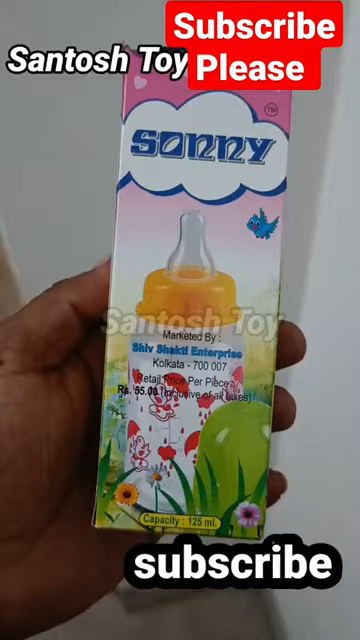 Subscribe
Please
Santosh Toy
TM
SONNY
Santosh Toy
Marketed By :
Shiv Shakti Enterprise
Kolkata - 700 007
Retail Price Per Piece
(Inclusive of all taxes)
Capacity : 125 ml.
subscribe